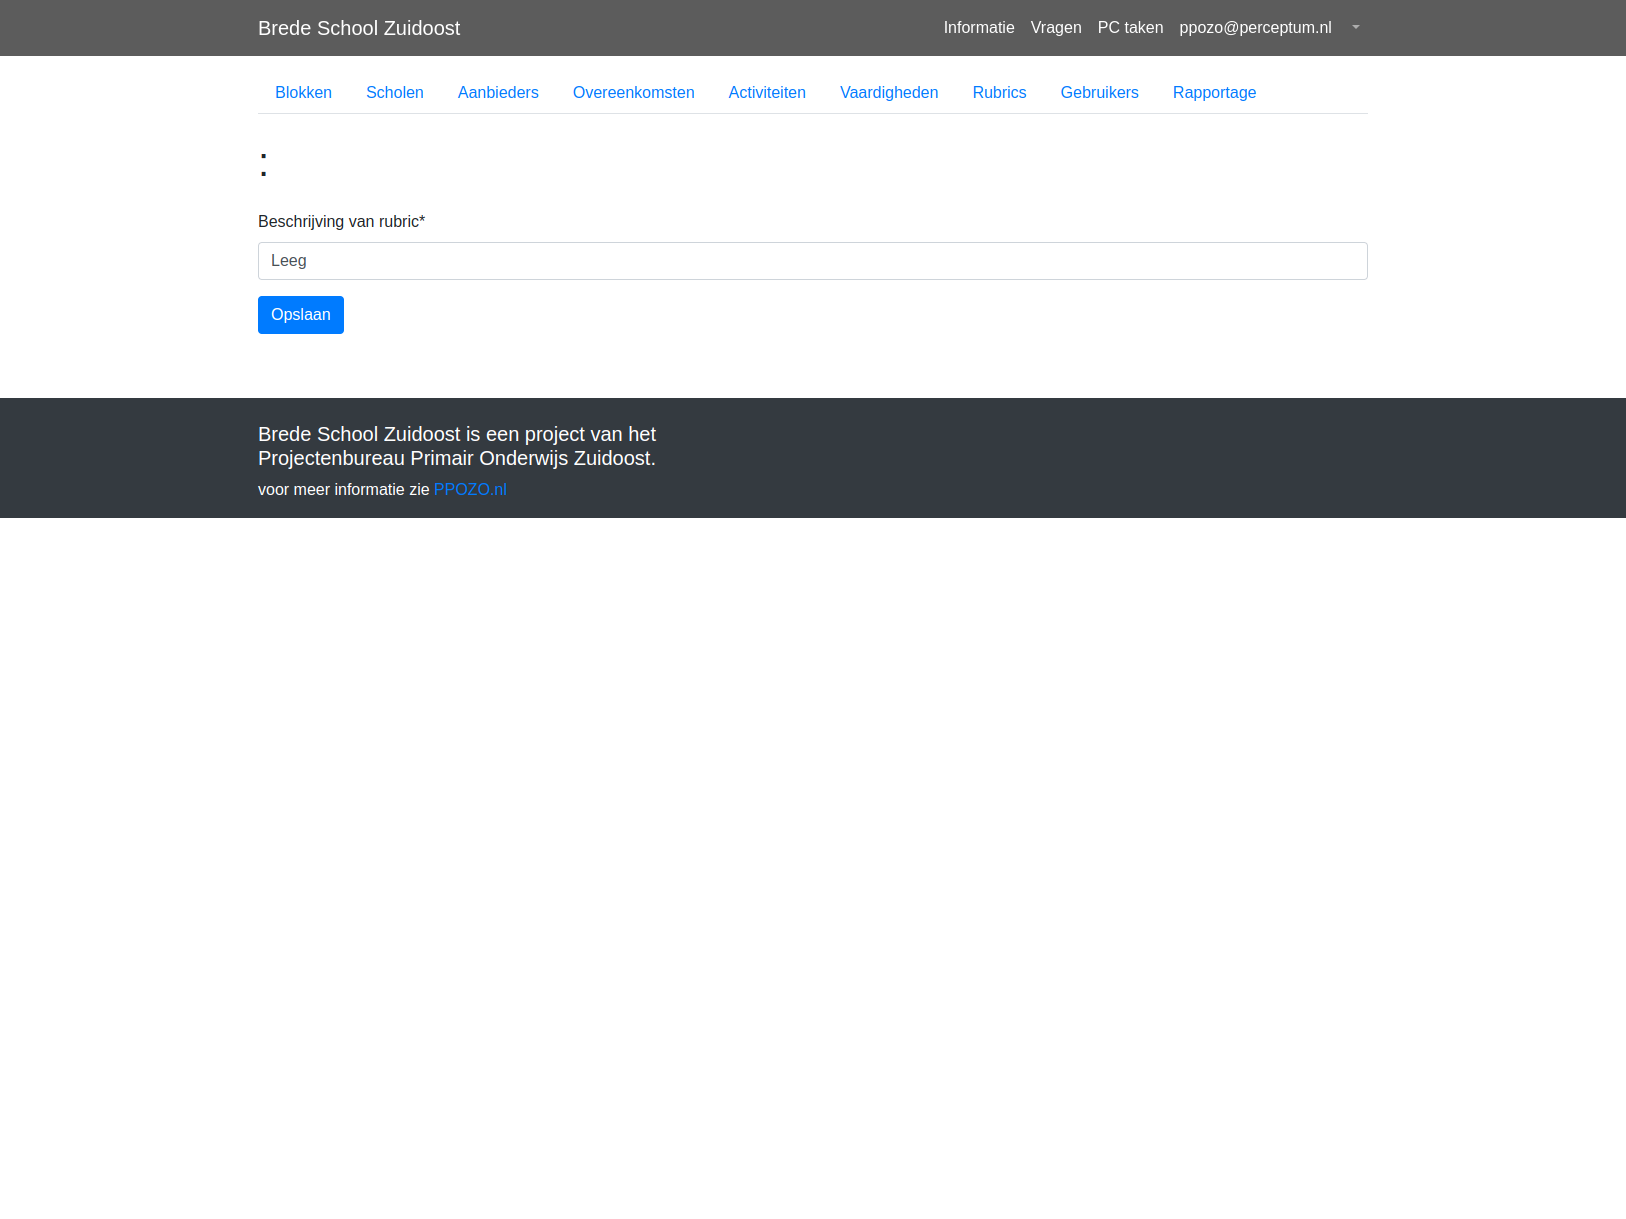 Brede School Zuidoost
Informatie Vragen PC taken ppozo@perceptum.nl
Blokken Scholen Aanbieders Overeenkomsten Activiteiten Vaardigheden Rubrics Gebruikers Rapportage
:
Beschrijving van rubric*
Leeg
Opslaan
Brede School Zuidoost is een project van het
Projectenbureau Primair Onderwijs Zuidoost.
voor meer informatie zie PPOZO.nl